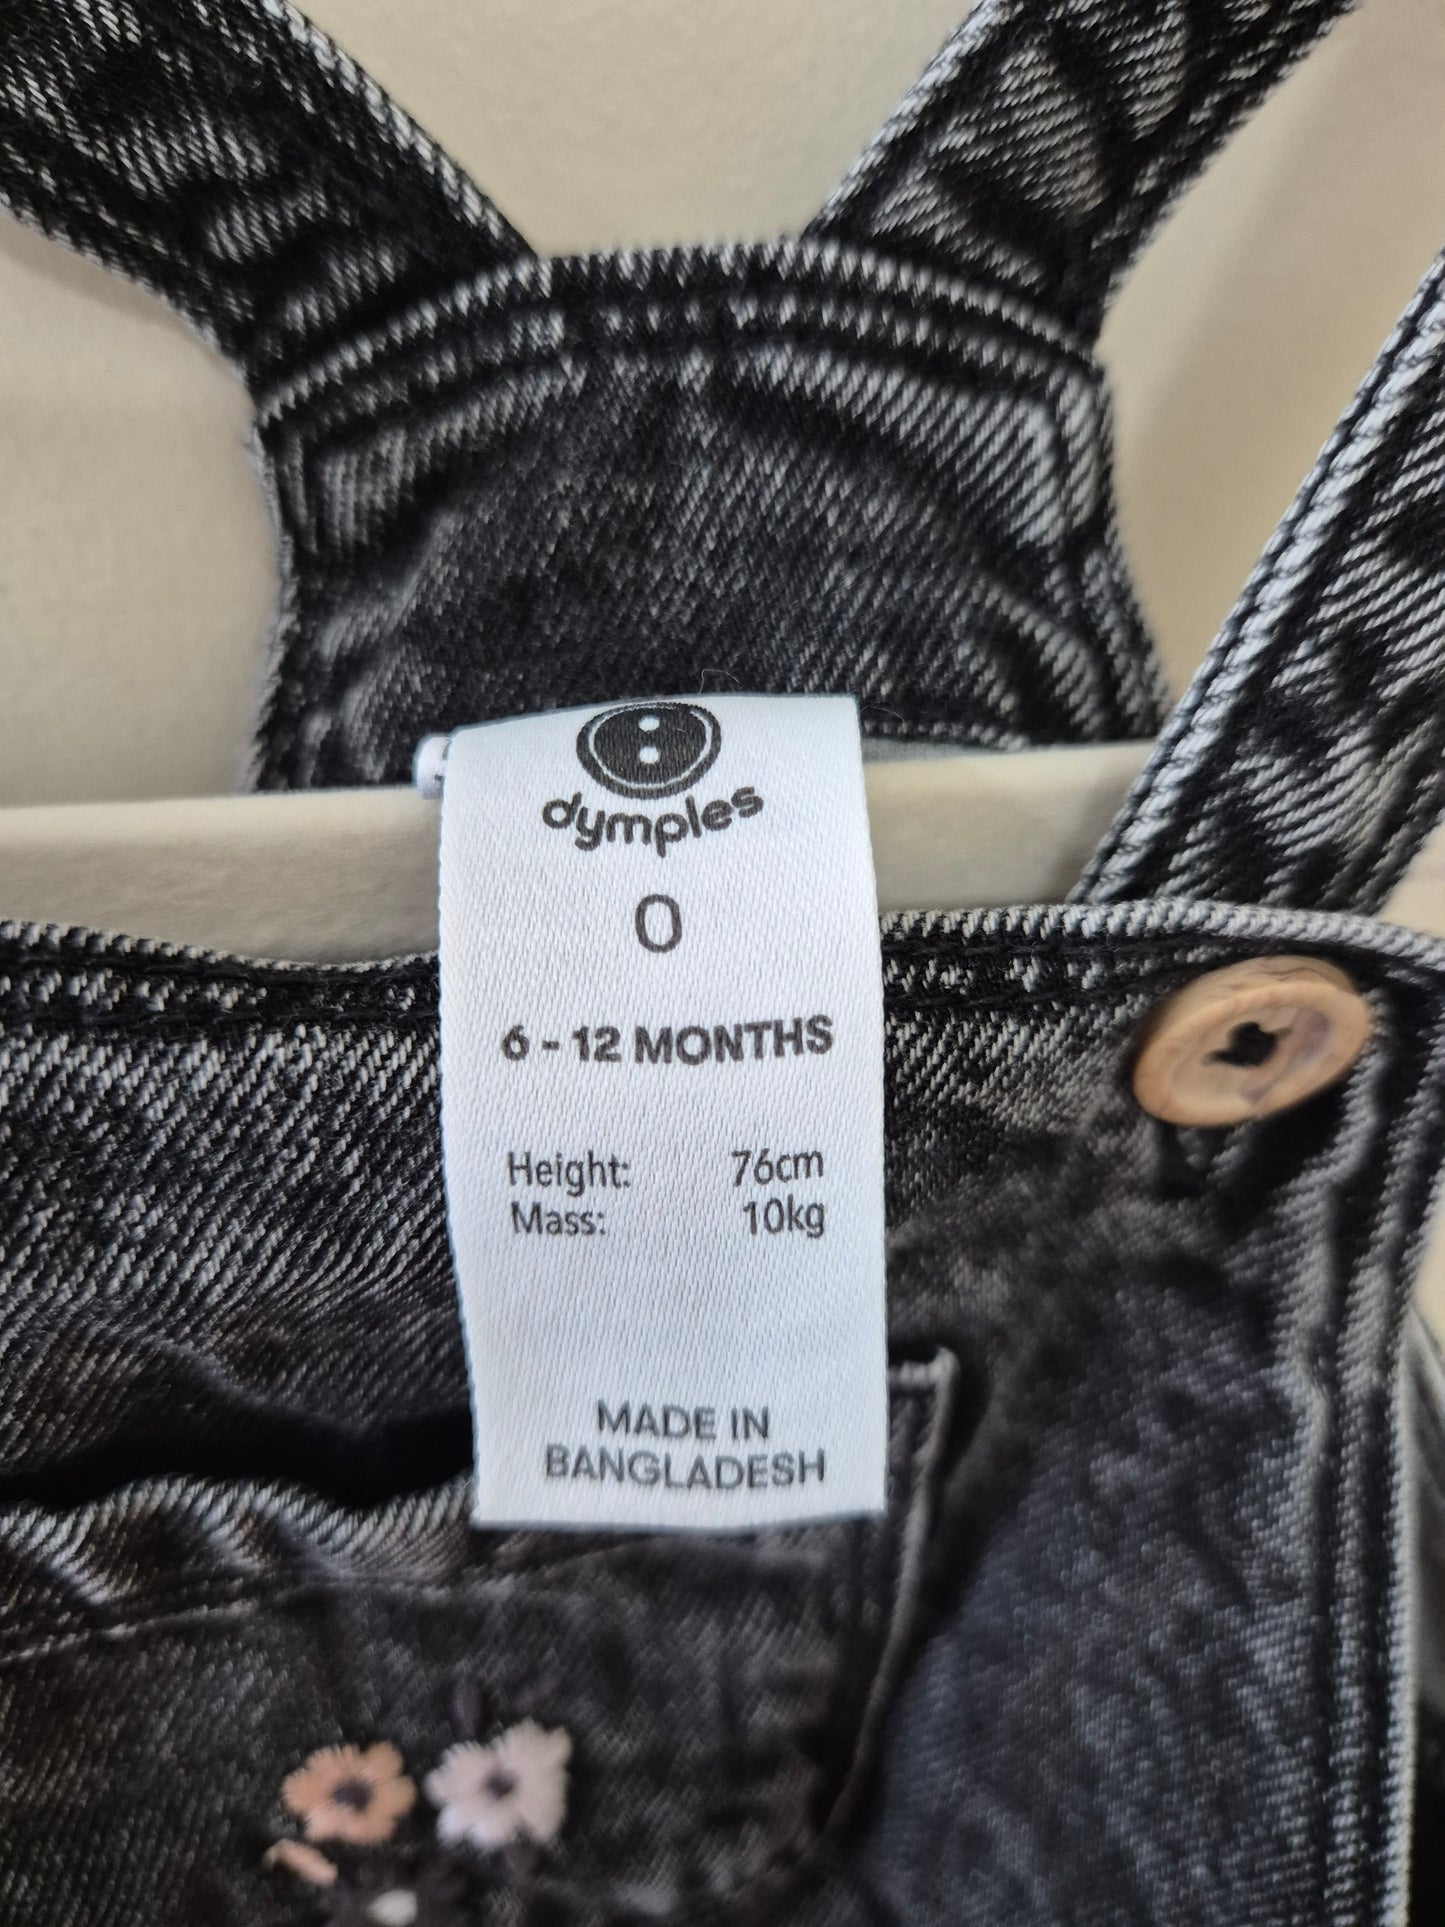 dymples
0
6 - 12 MONTHS
Height: 76cm
Mass: 10kg
MADE IN
BANGLADESH